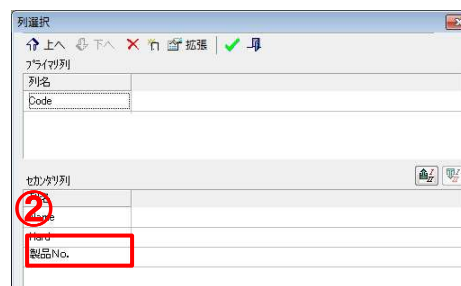 列選択
上へ 下へ 拡張
プライマリ列
列名
Code
セカンダリ列
②
Name
Hard
製品No.